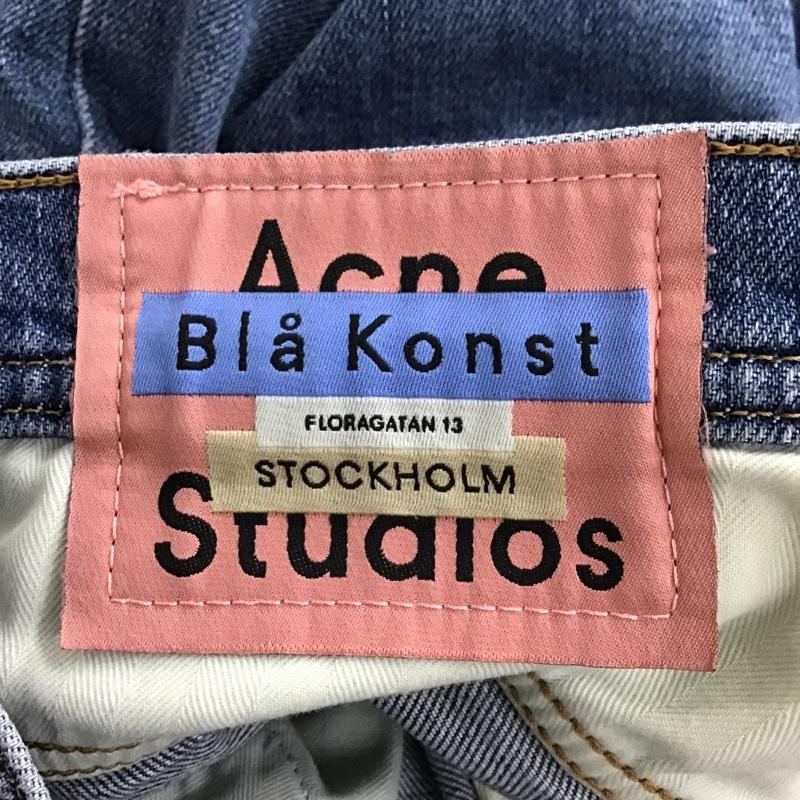 Acne
Blå Konst
FLORAGATAN 13
STOCKHOLM
Studios